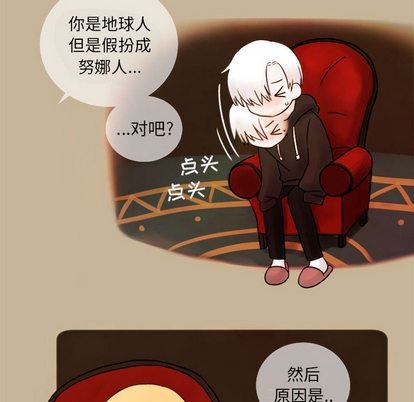 你是地球人
但是假扮成
努娜人...
...对吧?
点头
点头
然后
原因是..